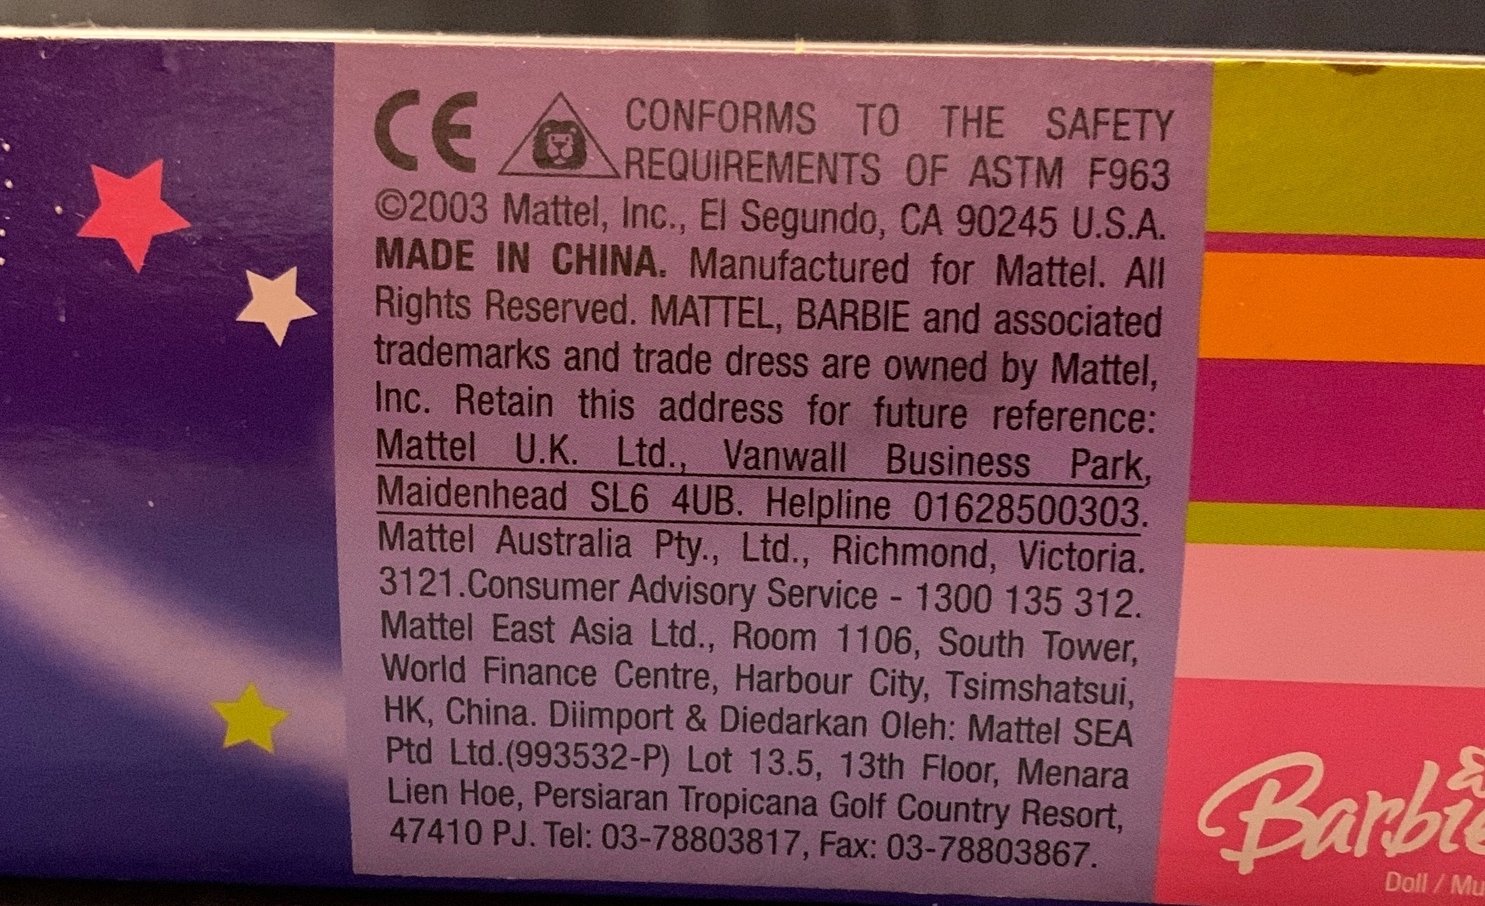 CE CONFORMS TO THE SAFETY
REQUIREMENTS OF ASTM F963
©2003 Mattel, Inc., El Segundo, CA 90245 U.S.A.
MADE IN CHINA. Manufactured for Mattel. All
Rights Reserved. MATTEL, BARBIE and associated
trademarks and trade dress are owned by Mattel,
Inc. Retain this address for future reference:
Mattel U.K. Ltd., Vanwall Business Park,
Maidenhead SL6 4UB. Helpline 01628500303.
Mattel Australia Pty., Ltd., Richmond, Victoria.
3121.Consumer Advisory Service - 1300 135 312.
Mattel East Asia Ltd., Room 1106, South Tower,
World Finance Centre, Harbour City, Tsimshatsui,
HK, China. Diimport & Diedarkan Oleh: Mattel SEA
Ptd Ltd.(993532-P) Lot 13.5, 13th Floor, Menara
Lien Hoe, Persiaran Tropicana Golf Country Resort,
47410 PJ. Tel: 03-78803817, Fax: 03-78803867.
Barbie
Doll / Mu